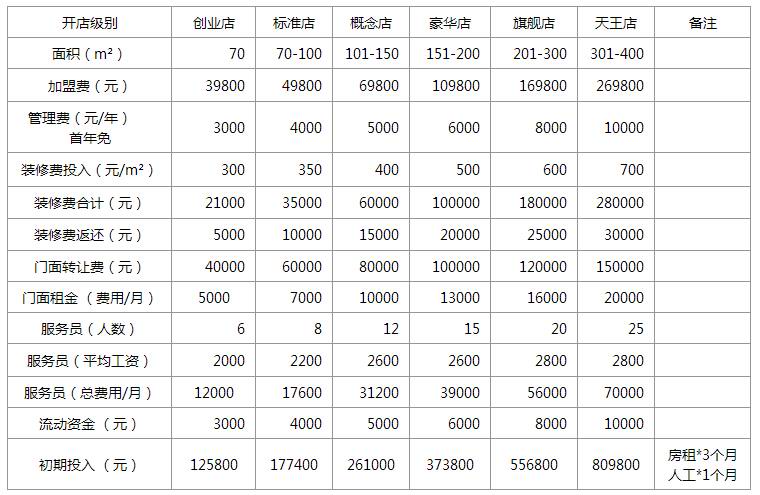 开店级别 创业店 标准店 概念店 豪华店 旗舰店 天王店 备注
面积（m²） 70 70-100 101-150 151-200 201-300 301-400
加盟费（元） 39800 49800 69800 109800 169800 269800
管理费（元/年）
首年免 3000 4000 5000 6000 8000 10000
装修费投入（元/m²） 300 350 400 500 600 700
装修费合计（元） 21000 35000 60000 100000 180000 280000
装修费返还（元） 5000 10000 15000 20000 25000 30000
门面转让费（元） 40000 60000 80000 100000 120000 150000
门面租金 （费用/月） 5000 7000 10000 13000 16000 20000
服务员（人数） 6 8 12 15 20 25
服务员（平均工资） 2000 2200 2600 2600 2800 2800
服务员（总费用/月） 12000 17600 31200 39000 56000 70000
流动资金 （元） 3000 4000 5000 6000 8000 10000
初期投入 （元） 125800 177400 261000 373800 556800 809800 房租*3个月
人工*1个月